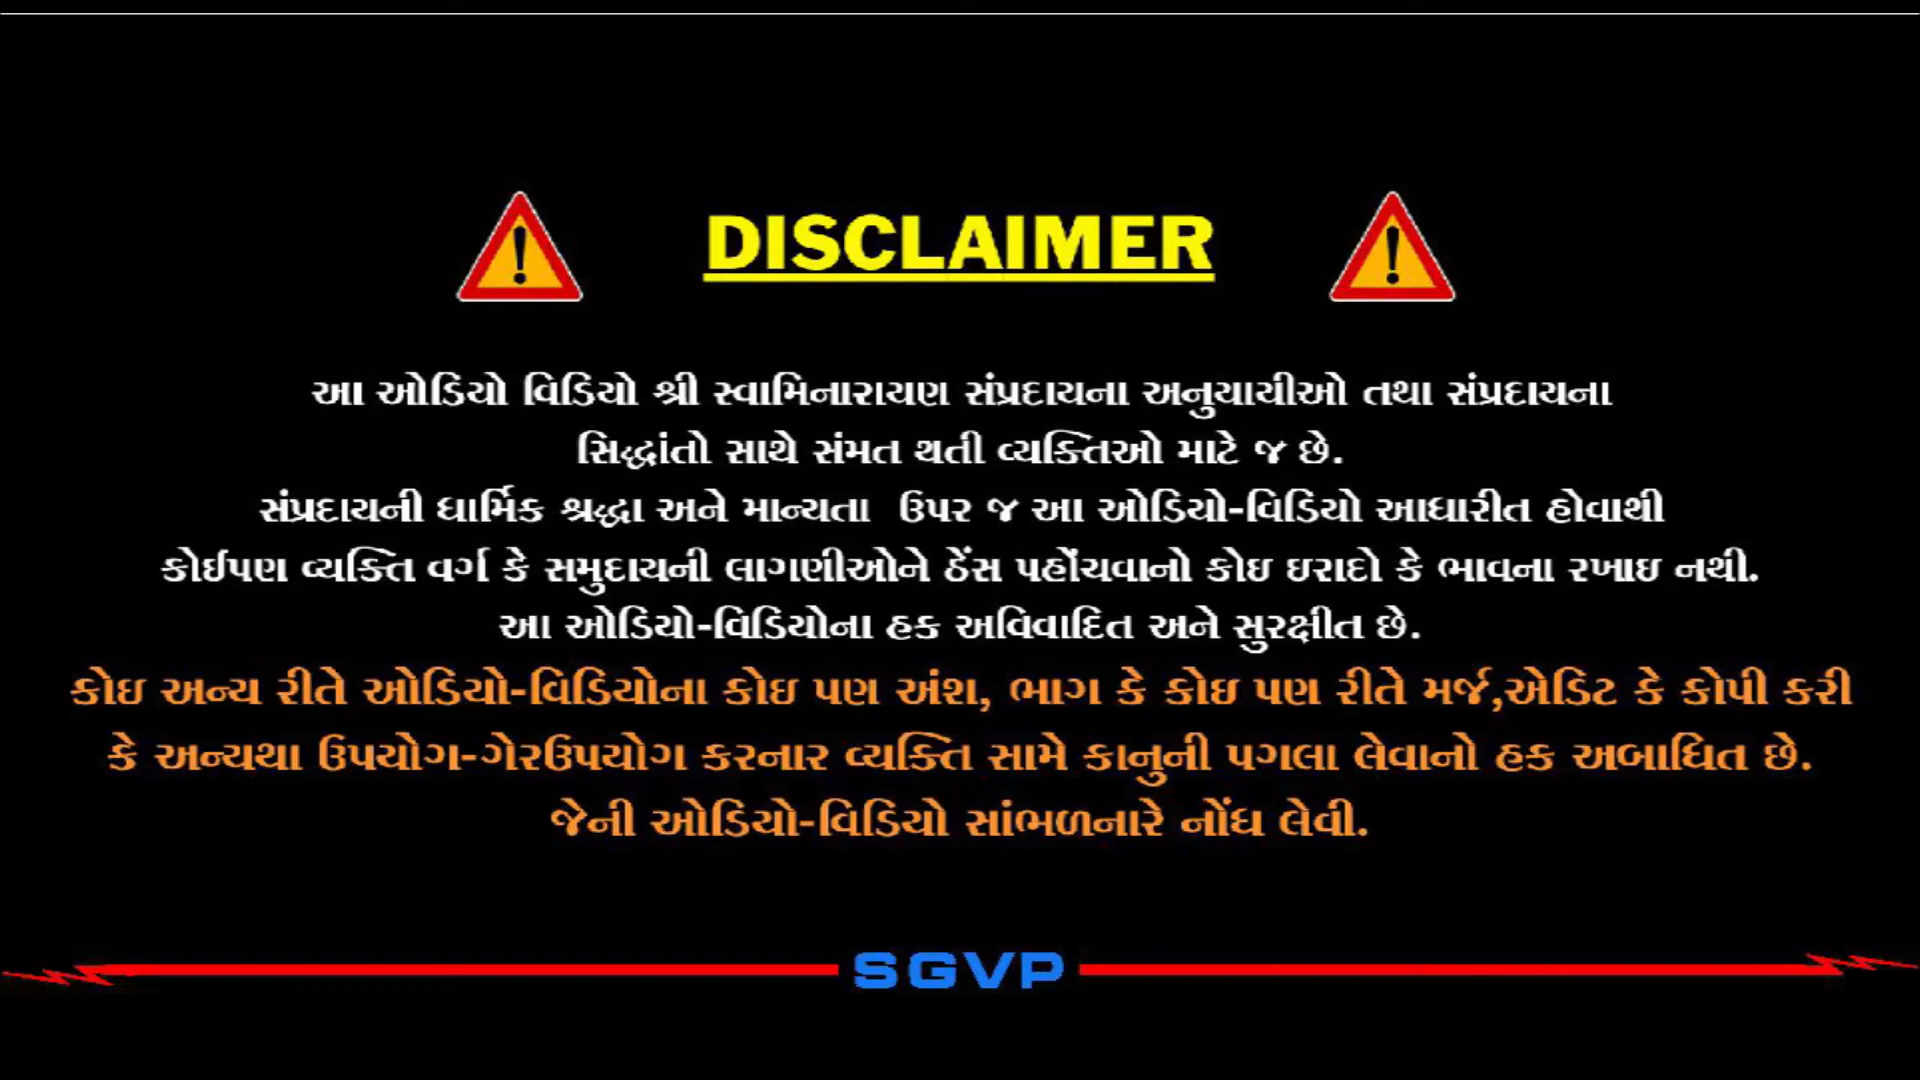 DISCLAIMER
આ ઓડિયો વિડિયો શ્રી સ્વામિનારાયણ સંપ્રદાયના અનુયાયીઓ તથા સંપ્રદાયના
સિદ્ધાંતો સાથે સંમત થતી વ્યક્તિઓ માટે જ છે.
સંપ્રદાયની ધાર્મિક શ્રદ્ધા અને માન્યતા ઉપર જ આ ઓડિયો-વિડિયો આધારીત હોવાથી
કોઈપણ વ્યક્તિ વર્ગ કે સમુદાયની લાગણીઓને ઠેંસ પહોંચવાનો કોઇ ઇરાદો કે ભાવના રખાઇ નથી.
આ ઓડિયો-વિડિયોના હક અવિવાદિત અને સુરક્ષીત છે.
કોઇ અન્ય રીતે ઓડિયો-વિડિયોના કોઇ પણ અંશ, ભાગ કે કોઇ પણ રીતે મર્જ,એડિટ કે કોપી કરી
કે અન્યથા ઉપયોગ-ગેરઉપયોગ કરનાર વ્યક્તિ સામે કાનુની પગલા લેવાનો હક અબાધિત છે.
જેની ઓડિયો-વિડિયો સાંભળનારે નોંધ લેવી.
SGVP